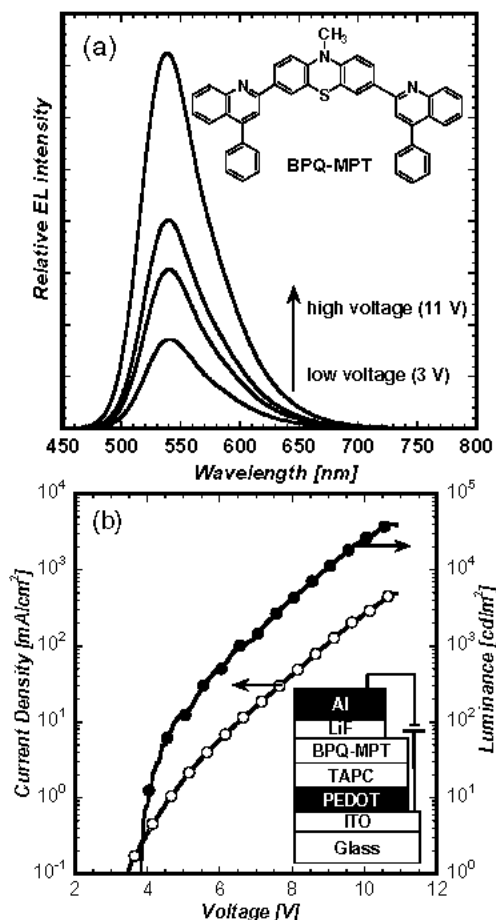 (a)
CH3
N
N
N
S
BPQ-MPT
Relative EL intensity
high voltage (11 V)
low voltage (3 V)
450 500 550 600 650 700 750 800
Wavelength [nm]
(b)
10^4
10^3
10^2
10^1
10^0
10^-1
Current Density [mA/cm^2]
10^5
10^4
10^3
10^2
10^1
10^0
Luminance [cd/m^2]
Al
LiF
BPQ-MPT
TAPC
PEDOT
ITO
Glass
2 4 6 8 10 12
Voltage [V]